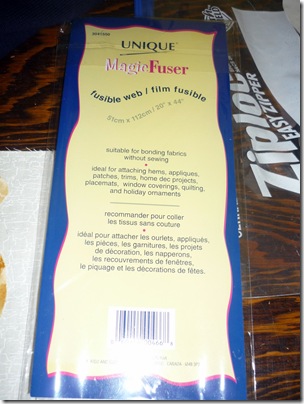 UNIQUE
MagicFuser
fusible web / film fusible
51cm x 112cm / 20" x 44"
suitable for bonding fabrics
without sewing
*
ideal for attaching hems, appliques,
patches, trims, home dec projects,
placemats, window coverings, quilting,
and holiday ornaments
recommander pour coller
les tissus sans couture
*
idéal pour attacher les ourlets, appliqués,
les pièces, les garnitures, les projets
de décoration, les napperons,
les recouvrements de fenêtres,
le piquage et les décorations de fêtes.
Ziploc
EASY ZIPPER